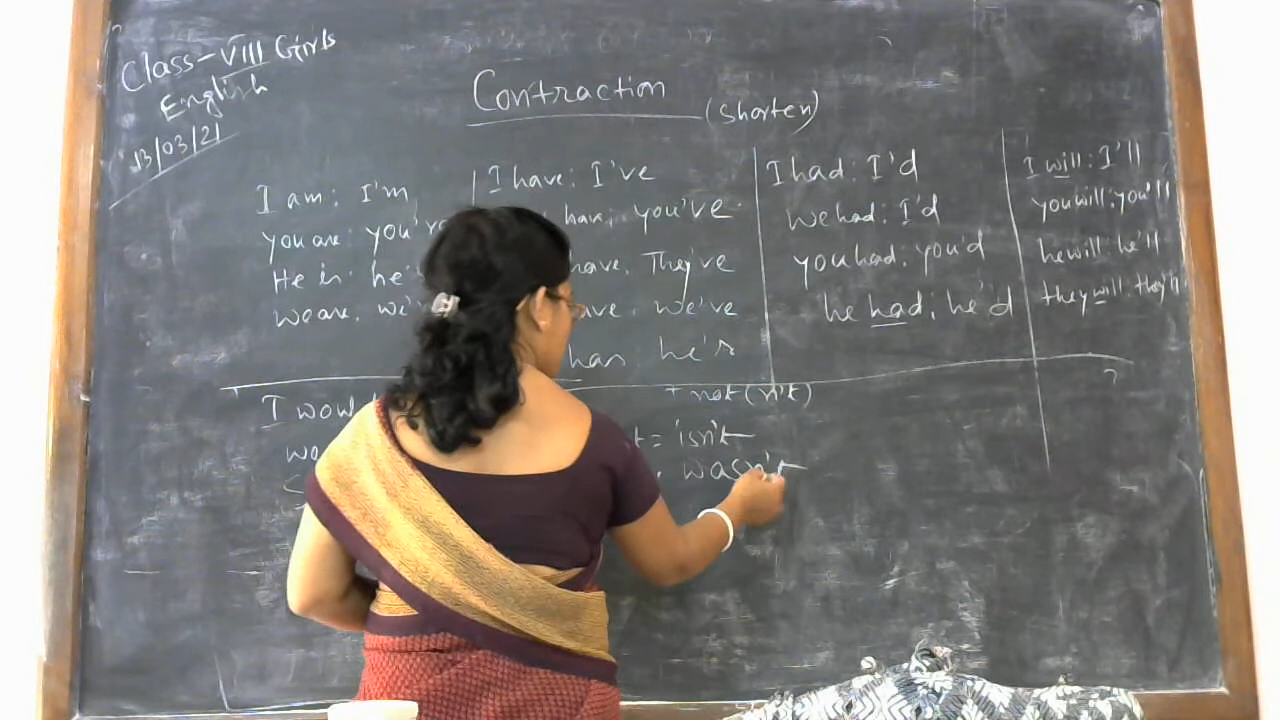 Class-VIII Girls
English
13/03/21
Contraction
(Shorten)
I am: I'm
you are: you're
He is: he's
we are, we're
I have: I've
have; you've
have, They've
have, we've
has he's
I had: I'd
we had: I'd
you had: you'd
he had; he'd
I will: I'll
you will: you'll
he will: he'll
they will: they'll
I would
+ not (n't)
= isn't
wasn't